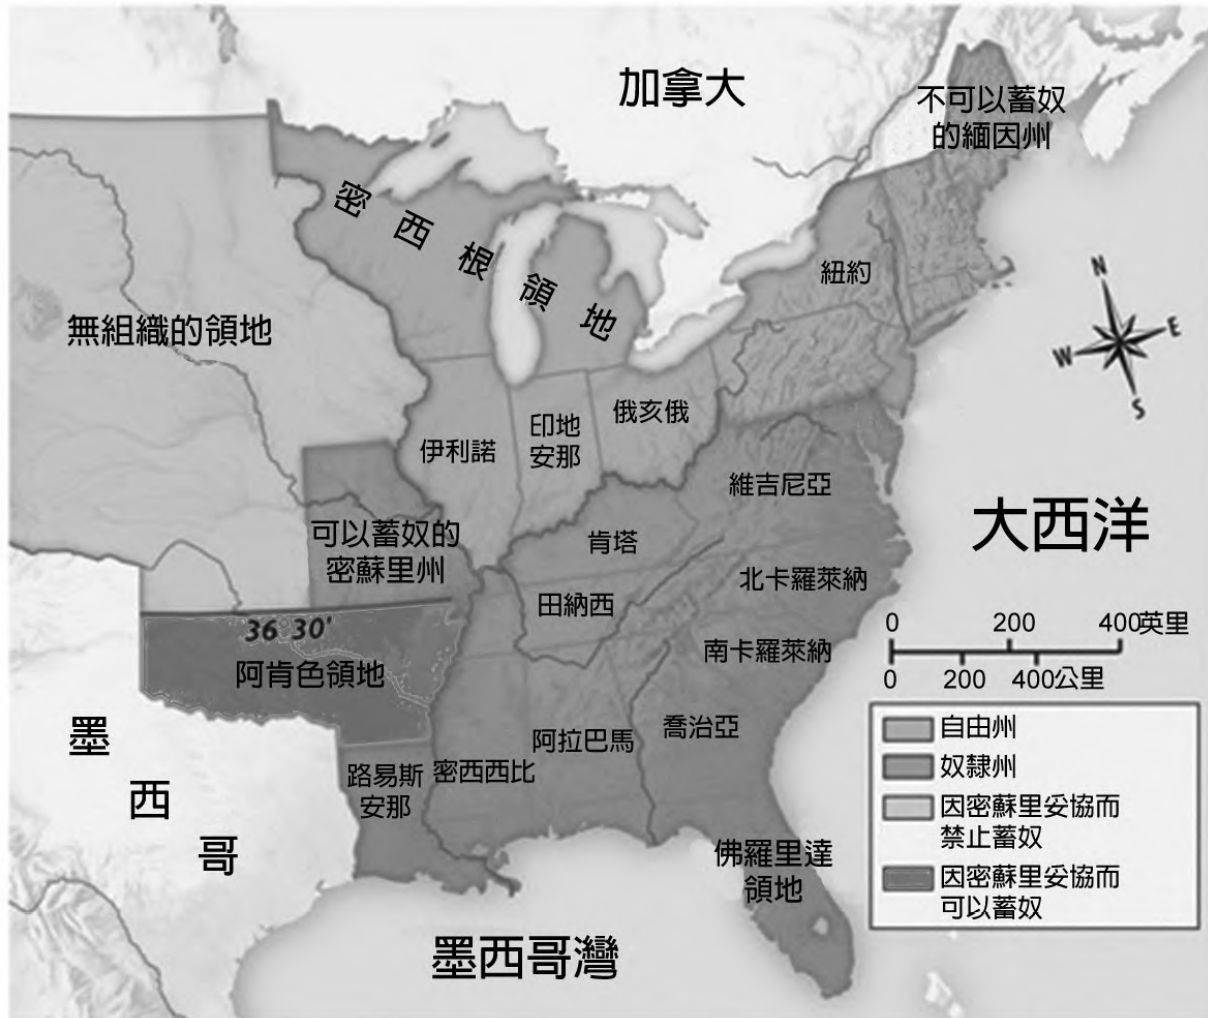 加拿大
不可以蓄奴
的緬因州
密西根領地
紐約
N
E
W
S
無組織的領地
伊利諾
印地
安那
俄亥俄
維吉尼亞
大西洋
可以蓄奴的
密蘇里州
肯塔
田納西
北卡羅萊納
36 30'
阿肯色領地
南卡羅萊納
0 200 400英里
0 200 400公里
墨西哥
路易斯
安那
密西西比
阿拉巴馬
喬治亞
佛羅里達
領地
墨西哥灣
自由州
奴隸州
因密蘇里妥協而
禁止蓄奴
因密蘇里妥協而
可以蓄奴